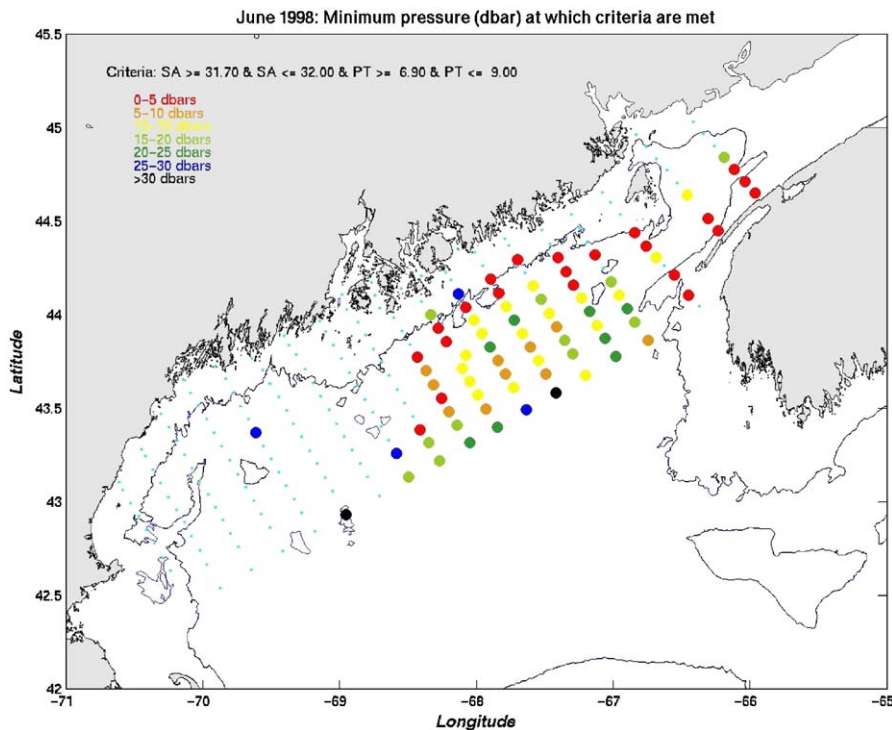 June 1998: Minimum pressure (dbar) at which criteria are met
Criteria: SA >= 31.70 & SA <= 32.00 & PT >= 6.90 & PT <= 9.00
0-5 dbars
5-10 dbars
10-15 dbars
15-20 dbars
20-25 dbars
25-30 dbars
>30 dbars
45.5
45
44.5
44
43.5
43
42.5
42
Latitude
-71 -70 -69 -68 -67 -66 -65
Longitude